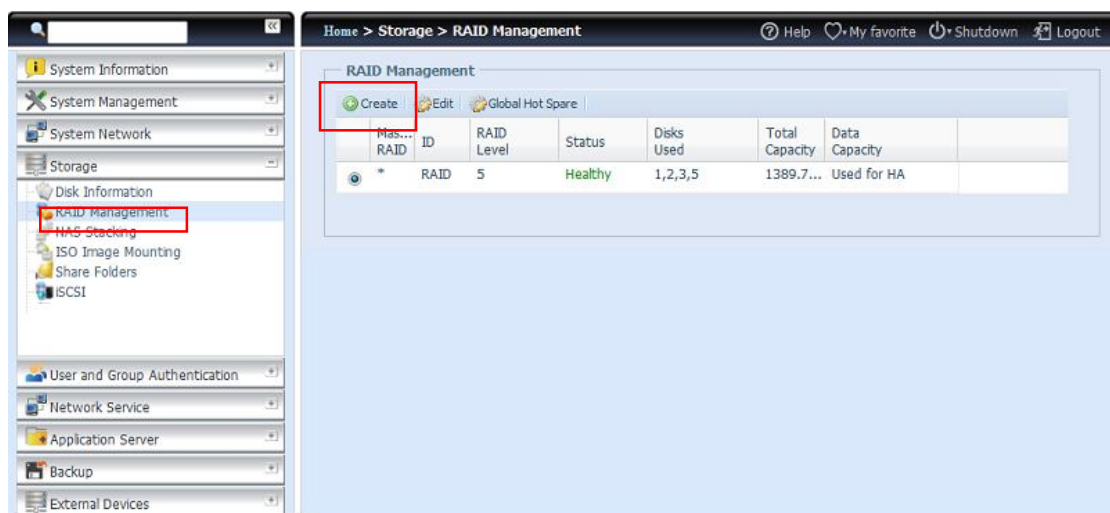 Home > Storage > RAID Management
Help My favorite Shutdown Logout
System Information
System Management
System Network
Storage
Disk Information
RAID Management
NAS Stacking
ISO Image Mounting
Share Folders
iSCSI
User and Group Authentication
Network Service
Application Server
Backup
External Devices
RAID Management
Create Edit Global Hot Spare
Mas... RAID ID RAID Level Status Disks Used Total Capacity Data Capacity
* RAID 5 Healthy 1,2,3,5 1389.7... Used for HA